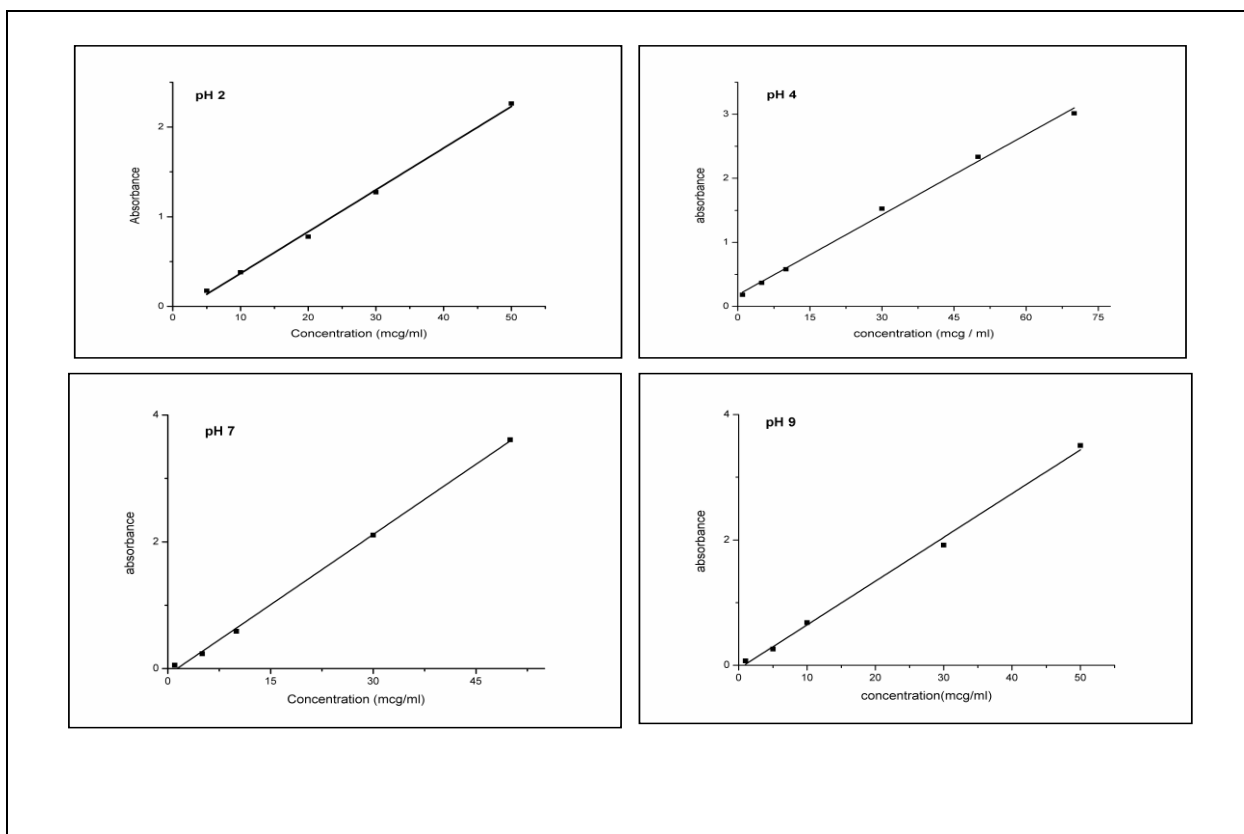 pH 2
2
1
0
Absorbance
0 10 20 30 40 50
Concentration (mcg/ml)
pH 4
3
2
1
0
absorbance
0 15 30 45 60 75
concentration (mcg / ml)
pH 7
4
2
0
absorbance
0 15 30 45
Concentration (mcg/ml)
pH 9
4
2
0
absorbance
0 10 20 30 40 50
concentration(mcg/ml)